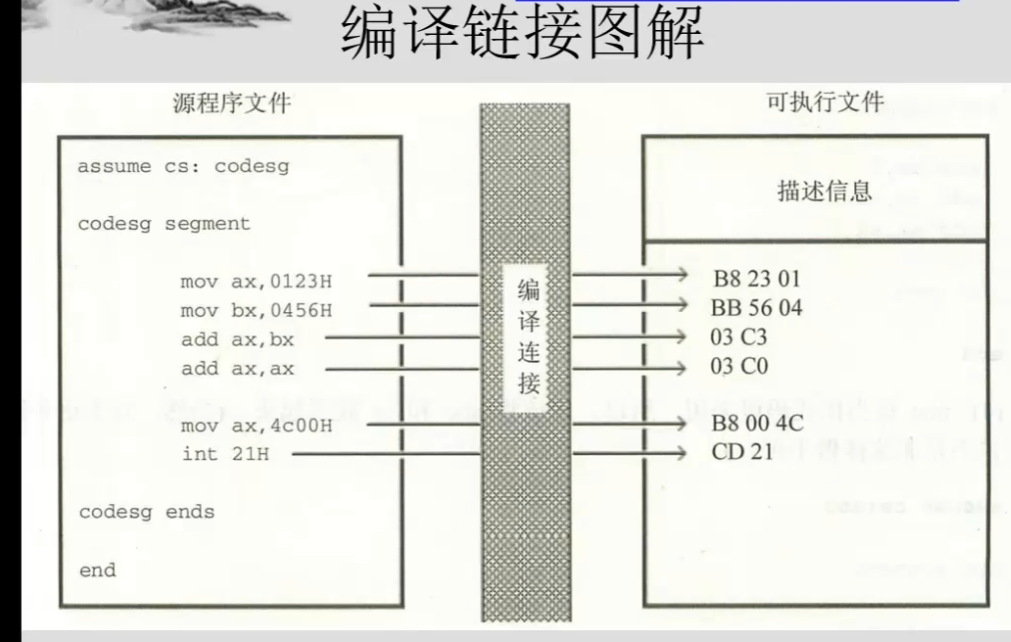 编译链接图解
源程序文件
assume cs: codesg
codesg segment
mov ax,0123H
mov bx,0456H
add ax,bx
add ax,ax
mov ax,4c00H
int 21H
codesg ends
end
编译连接
可执行文件
描述信息
B8 23 01
BB 56 04
03 C3
03 C0
B8 00 4C
CD 21